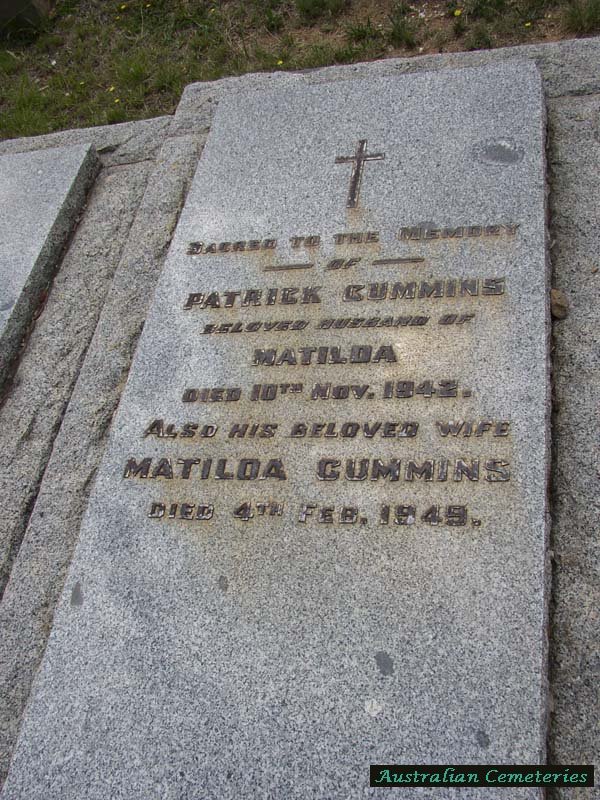 Sacred to the Memory
of
PATRICK CUMMINS
BELOVED HUSBAND OF
MATILDA
DIED 10TH NOV. 1942.
ALSO HIS BELOVED WIFE
MATILDA CUMMINS
DIED 4TH FEB. 1949.
Australian Cemeteries